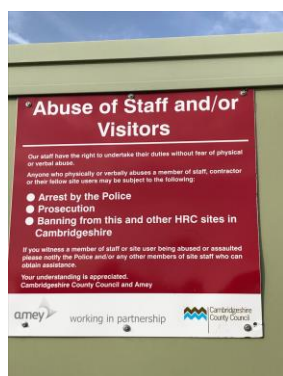 Abuse of Staff and/or
Visitors
Our staff have the right to undertake their duties without fear of physical
or verbal abuse.
Anyone who physically or verbally abuses a member of staff, contractor
or their fellow site users may be subject to the following:
Arrest by the Police
Prosecution
Banning from this and other HRC sites in
Cambridgeshire
If you witness a member of staff or site user being abused or assaulted
please notify the Police and/or any other members of site staff who can
obtain assistance.
Your understanding is appreciated.
Cambridgeshire County Council and Amey
amey
working in partnership
Cambridgeshire
County Council